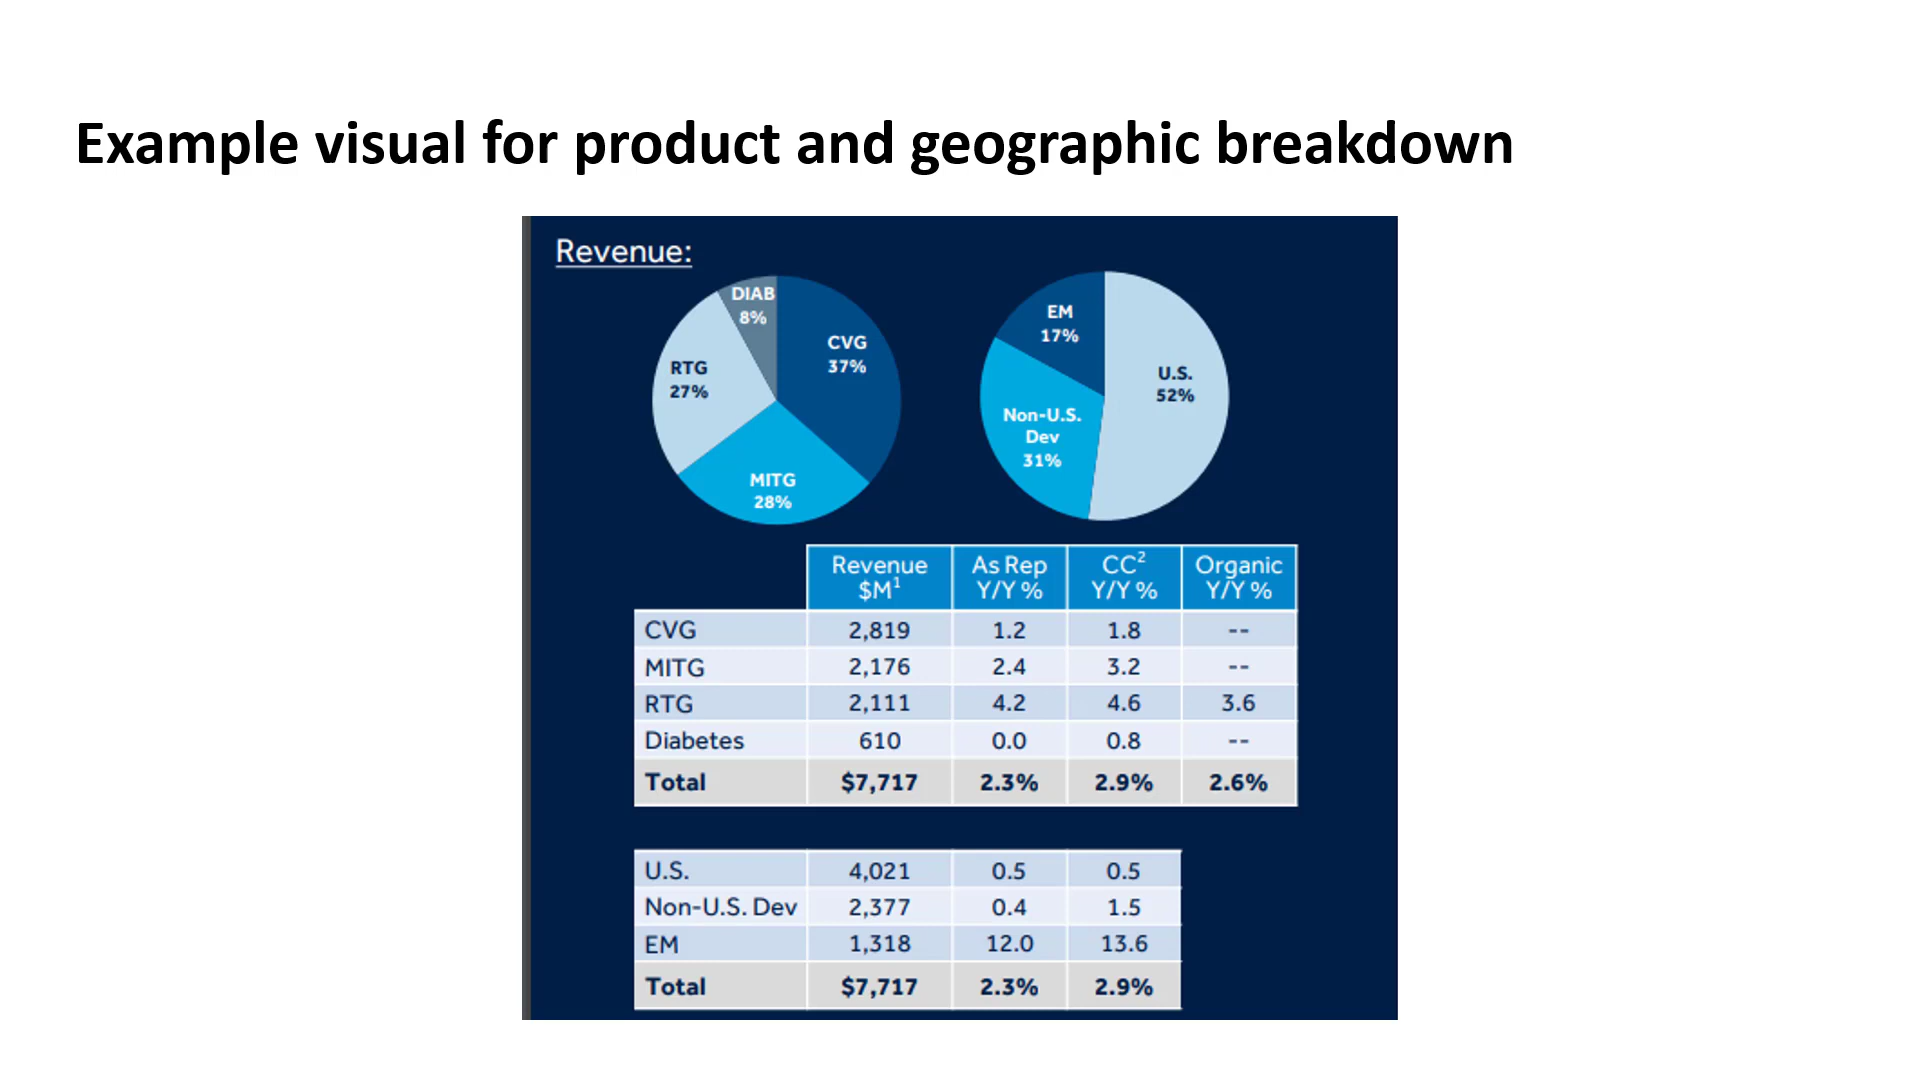 Example visual for product and geographic breakdown
Revenue:
DIAB
8%
CVG
37%
RTG
27%
MITG
28%
EM
17%
U.S.
52%
Non-U.S.
Dev
31%
Revenue $M¹ As Rep Y/Y % CC² Y/Y % Organic Y/Y %
CVG 2,819 1.2 1.8 --
MITG 2,176 2.4 3.2 --
RTG 2,111 4.2 4.6 3.6
Diabetes 610 0.0 0.8 --
Total $7,717 2.3% 2.9% 2.6%
U.S. 4,021 0.5 0.5
Non-U.S. Dev 2,377 0.4 1.5
EM 1,318 12.0 13.6
Total $7,717 2.3% 2.9%